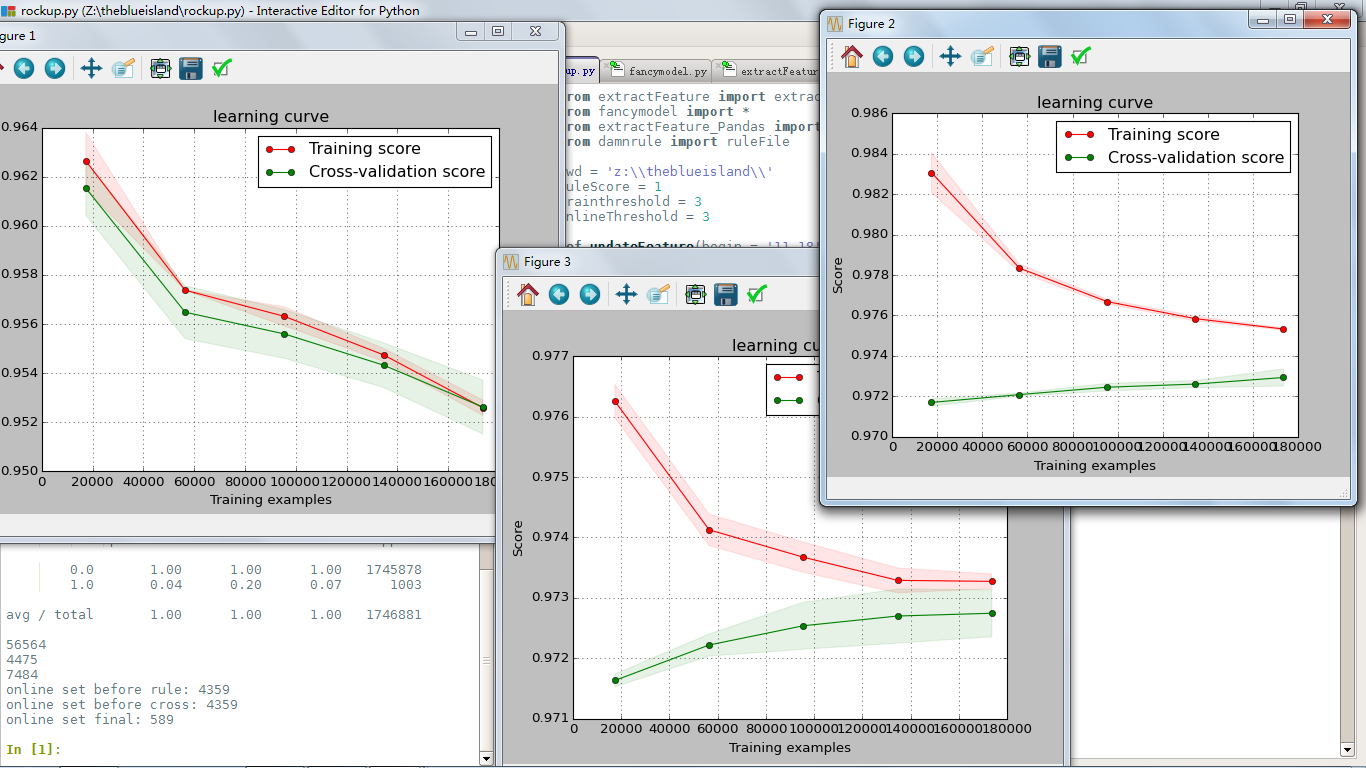 rockup.py (Z:\theblueisland\rockup.py) - Interactive Editor for Python
gure 1
learning curve
Training score
Cross-validation score
0.964
0.962
0.960
0.958
0.956
0.954
0.952
0.950
0 20000 40000 60000 80000 100000 120000 140000 160000 180
Training examples
up.py
fancymodel.py
extractFeatur
rom extractFeature import extrac
rom fancymodel import *
rom extractFeature_Pandas import
rom damnrule import ruleFile
wd = 'z:\\theblueisland\\'
uleScore = 1
rainthreshold = 3
nlineThreshold = 3
ef updateFeature(begin = '11-18'
Figure 2
learning curve
Training score
Cross-validation score
0.986
0.984
0.982
0.980
0.978
0.976
0.974
0.972
0.970
Score
0 20000 40000 60000 80000 100000 120000 140000 160000 180000
Training examples
Figure 3
learning cu
0.977
0.976
0.975
0.974
0.973
0.972
0.971
Score
0 20000 40000 60000 80000 100000 120000 140000 160000 180000
Training examples
0.0 1.00 1.00 1.00 1745878
1.0 0.04 0.20 0.07 1003
avg / total 1.00 1.00 1.00 1746881
56564
4475
7484
online set before rule: 4359
online set before cross: 4359
online set final: 589
In [1]: